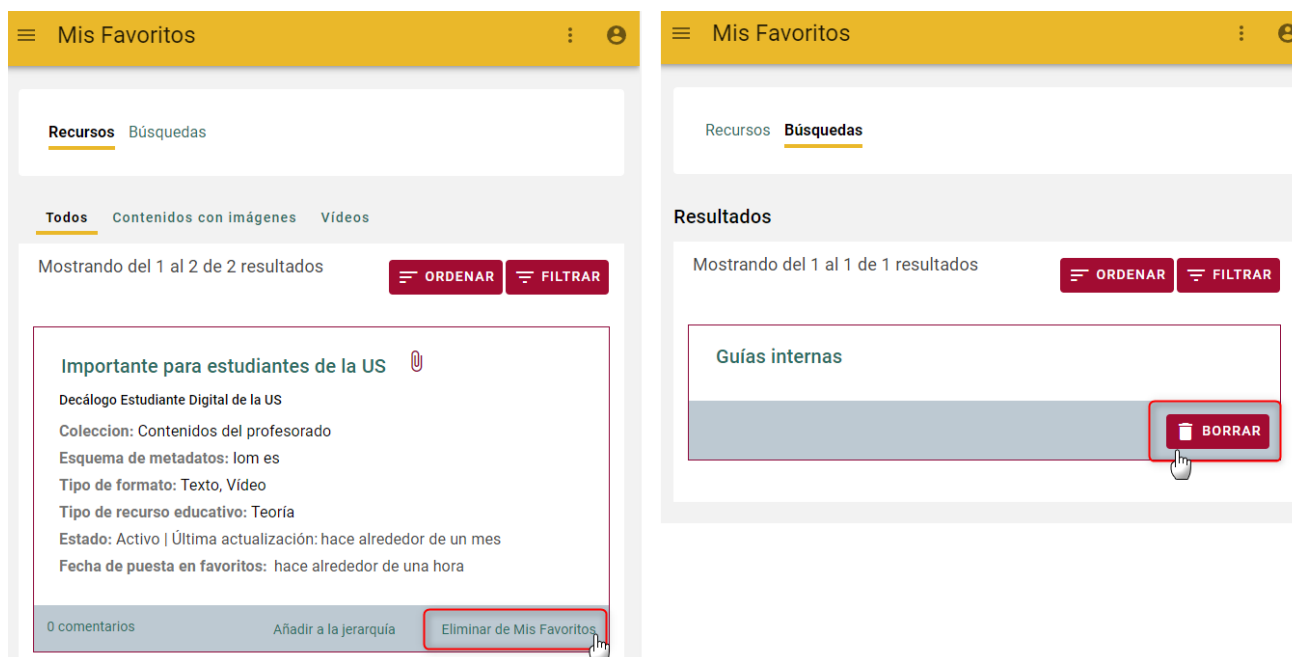 Mis Favoritos
Recursos Búsquedas
Todos Contenidos con imágenes Vídeos
Mostrando del 1 al 2 de 2 resultados
ORDENAR FILTRAR
Importante para estudiantes de la US
Decálogo Estudiante Digital de la US
Coleccion: Contenidos del profesorado
Esquema de metadatos: lom es
Tipo de formato: Texto, Vídeo
Tipo de recurso educativo: Teoría
Estado: Activo | Última actualización: hace alrededor de un mes
Fecha de puesta en favoritos: hace alrededor de una hora
0 comentarios Añadir a la jerarquía Eliminar de Mis Favoritos
Mis Favoritos
Recursos Búsquedas
Resultados
Mostrando del 1 al 1 de 1 resultados
ORDENAR FILTRAR
Guías internas
BORRAR